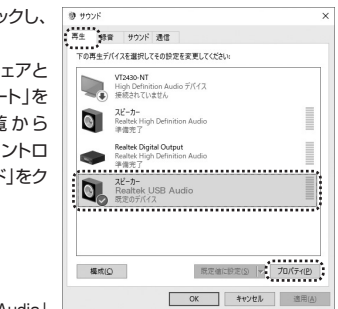 ックし、
ェアと
ート」を
覧から
ントロ
ド」をク
Audio」
サウンド
再生 録音 サウンド 通信
下の再生デバイスを選択してその設定を変更してください:
VT2430-NT
High Definition Audio デバイス
接続されていません
スピーカー
Realtek High Definition Audio
準備完了
Realtek Digital Output
Realtek High Definition Audio
準備完了
スピーカー
Realtek USB Audio
既定のデバイス
構成(C) 既定値に設定(S) プロパティ(P)
OK キャンセル 適用(A)